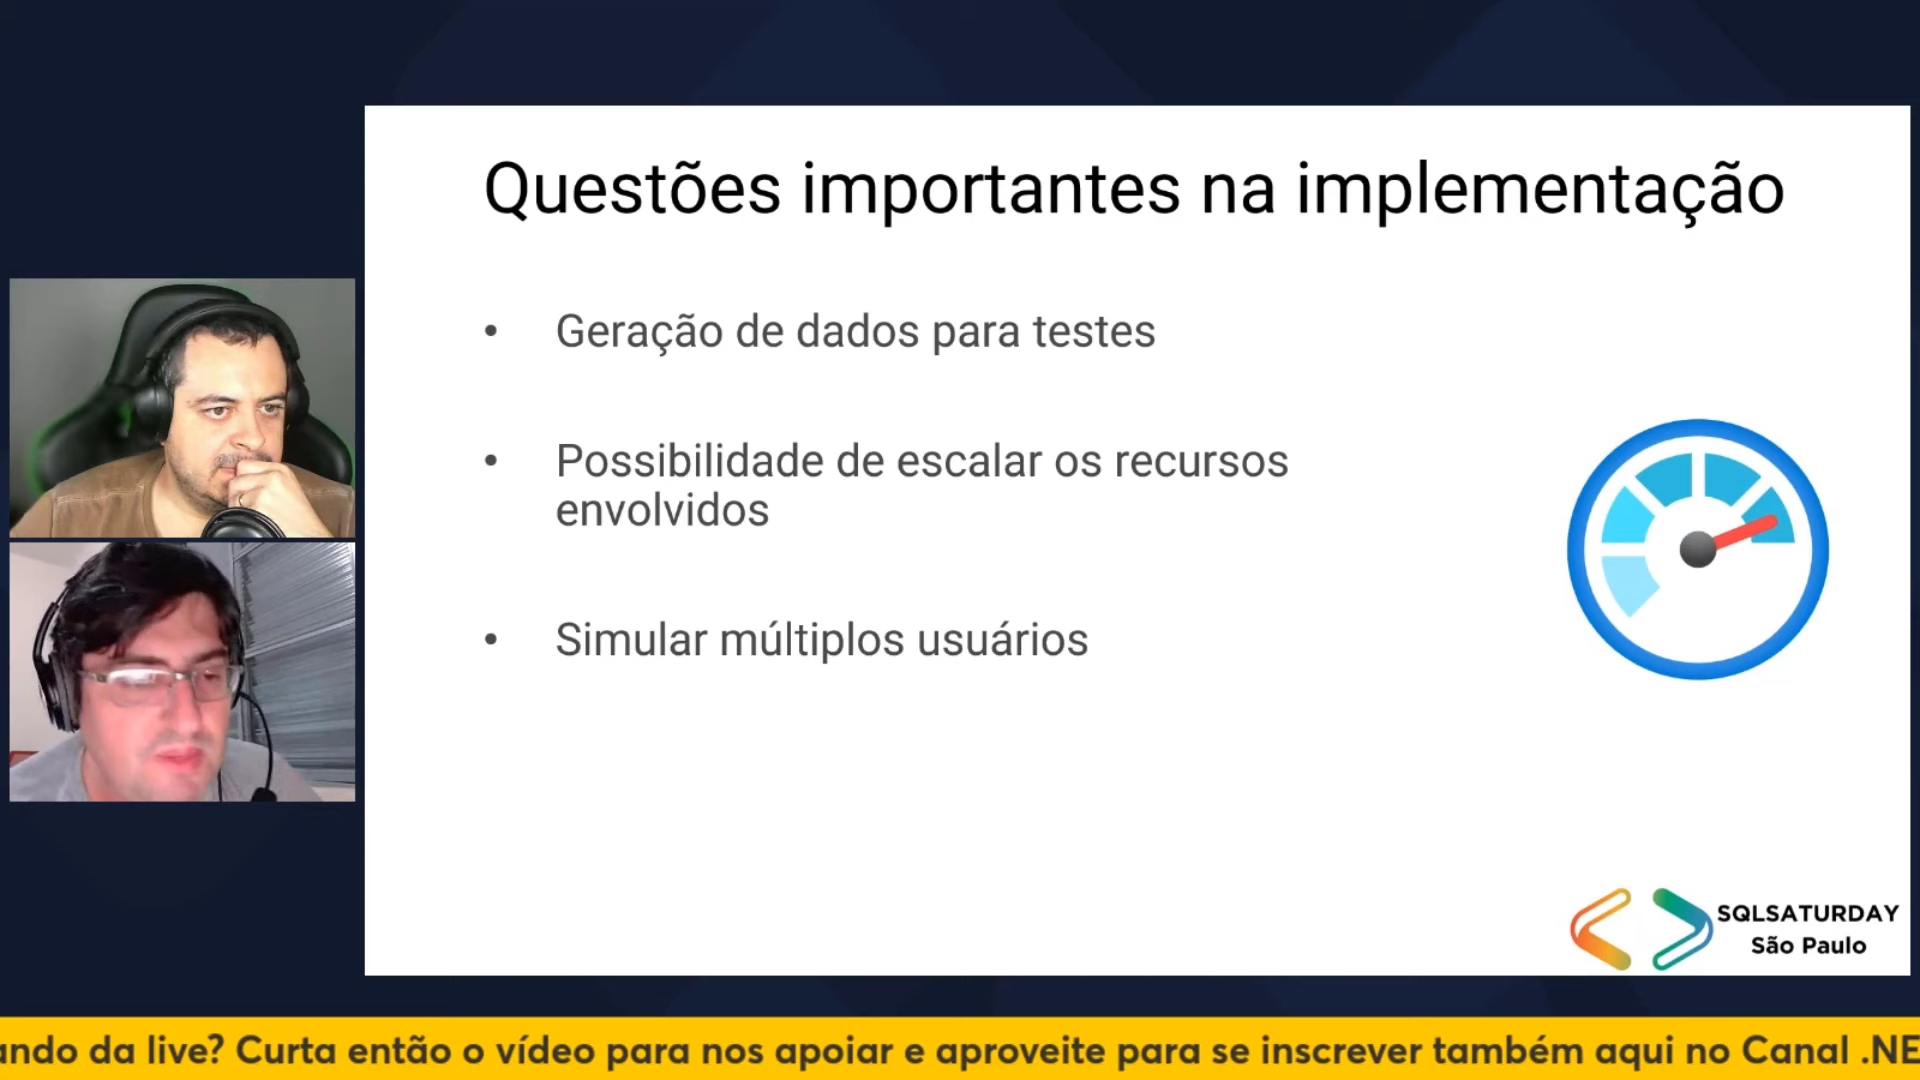 Questões importantes na implementação
• Geração de dados para testes
• Possibilidade de escalar os recursos
envolvidos
• Simular múltiplos usuários
SQLSATURDAY
São Paulo
ando da live? Curta então o vídeo para nos apoiar e aproveite para se inscrever também aqui no Canal .NE